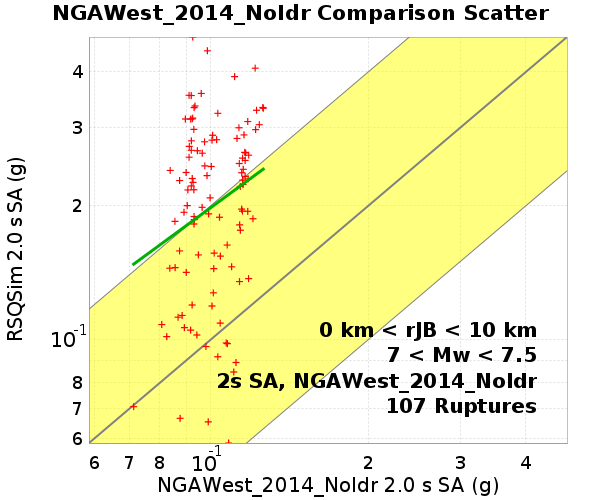 NGAWest_2014_NoIdr Comparison Scatter
RSQSim 2.0 s SA (g)
4
3
2
10-1
8
7
6
0 km < rJB < 10 km
7 < Mw < 7.5
2s SA, NGAWest_2014_NoIdr
107 Ruptures
6 7 8 10-1 2 3 4
NGAWest_2014_NoIdr 2.0 s SA (g)